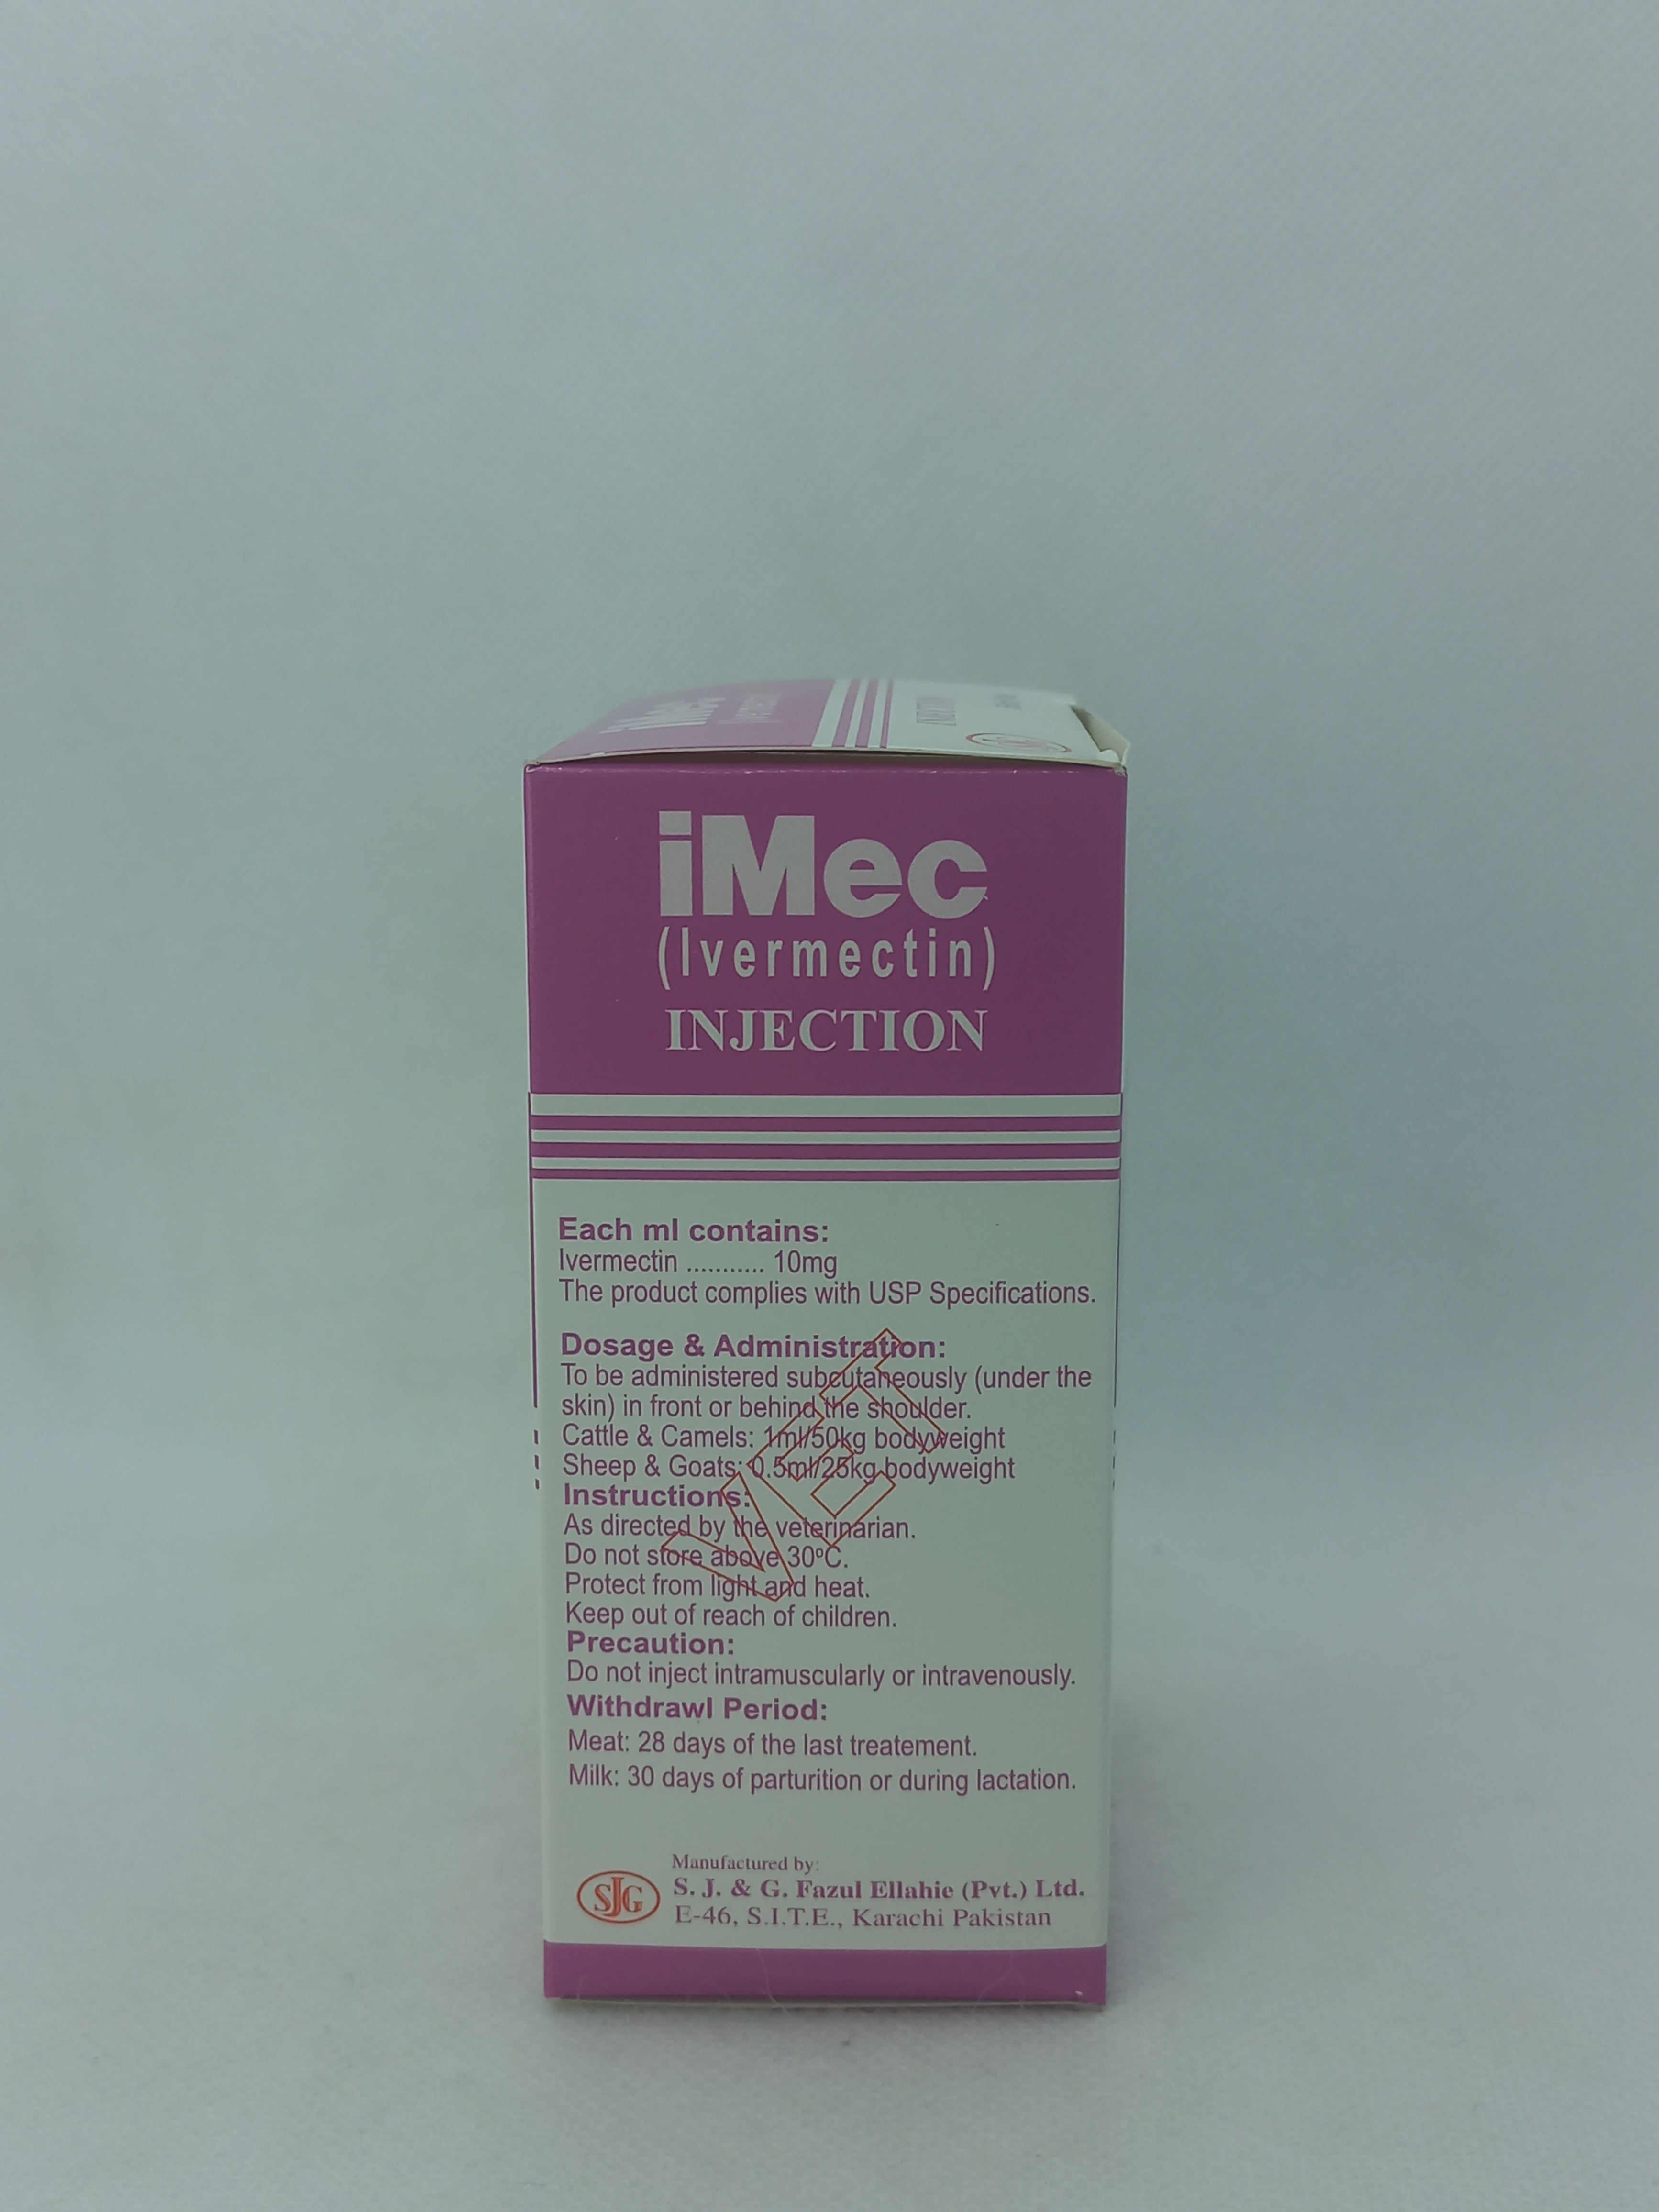 iMec
(Ivermectin)
INJECTION
INJECTION
Each ml contains:
Ivermectin ........... 10mg
The product complies with USP Specifications.
Dosage & Administration:
To be administered subcutaneously (under the
skin) in front or behind the shoulder.
Cattle & Camels: 1ml/50kg bodyweight
Sheep & Goats: 0.5ml/25kg bodyweight
Instructions:
As directed by the veterinarian.
Do not store above 30ºC.
Protect from light and heat.
Keep out of reach of children.
Precaution:
Do not inject intramuscularly or intravenously.
Withdrawl Period:
Meat: 28 days of the last treatement.
Milk: 30 days of parturition or during lactation.
VET
Manufactured by:
SJG
S. J. & G. Fazul Ellahie (Pvt.) Ltd.
E-46, S.I.T.E., Karachi Pakistan